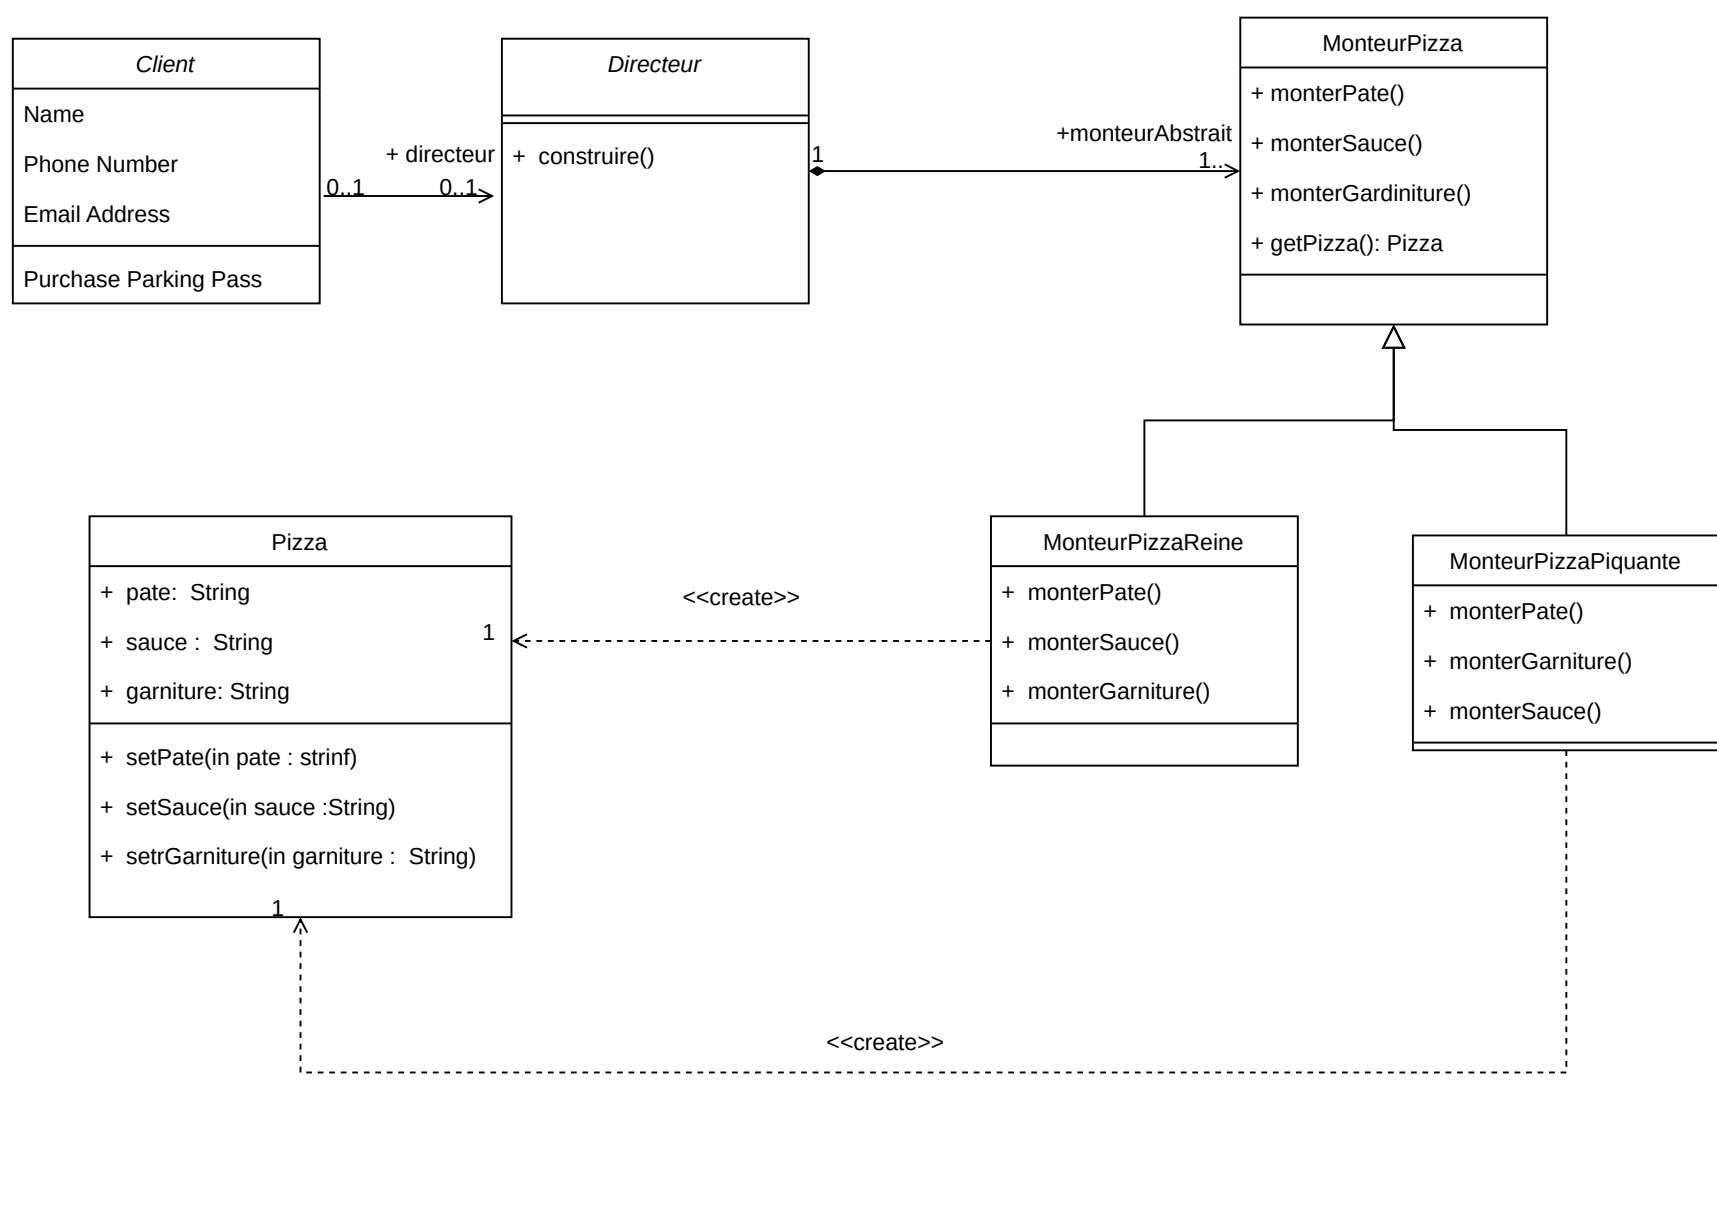 Client
Name
Phone Number
Email Address
Purchase Parking Pass
+ directeur
0..1
0..1
Directeur
+ construire()
1
+monteurAbstrait
1..
MonteurPizza
+ monterPate()
+ monterSauce()
+ monterGardiniture()
+ getPizza(): Pizza
Pizza
+ pate: String
+ sauce : String
+ garniture: String
+ setPate(in pate : strinf)
+ setSauce(in sauce :String)
+ setrGarniture(in garniture : String)
1
1
<<create>>
MonteurPizzaReine
+ monterPate()
+ monterSauce()
+ monterGarniture()
MonteurPizzaPiquante
+ monterPate()
+ monterGarniture()
+ monterSauce()
<<create>>